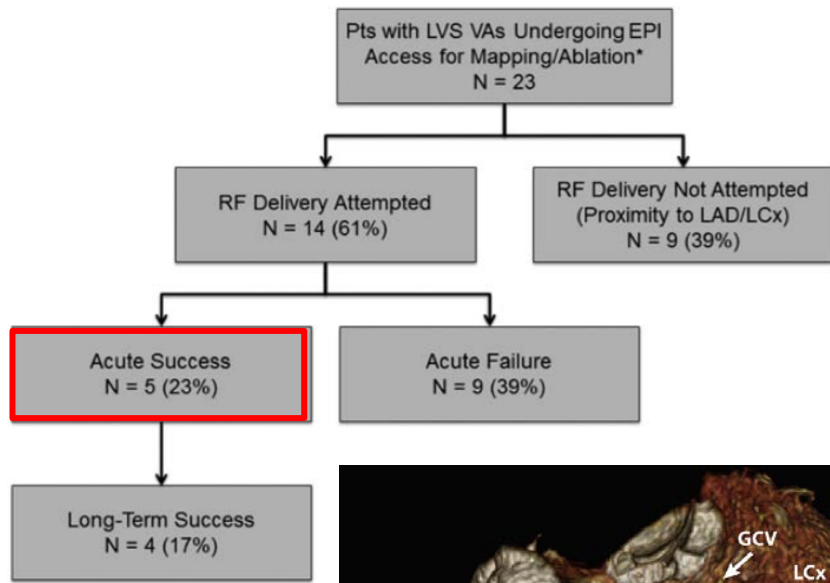 Pts with LVS VAs Undergoing EPI
Access for Mapping/Ablation*
N = 23
RF Delivery Attempted
N = 14 (61%)
RF Delivery Not Attempted
(Proximity to LAD/LCx)
N = 9 (39%)
Acute Success
N = 5 (23%)
Acute Failure
N = 9 (39%)
Long-Term Success
N = 4 (17%)
GCV
LCx